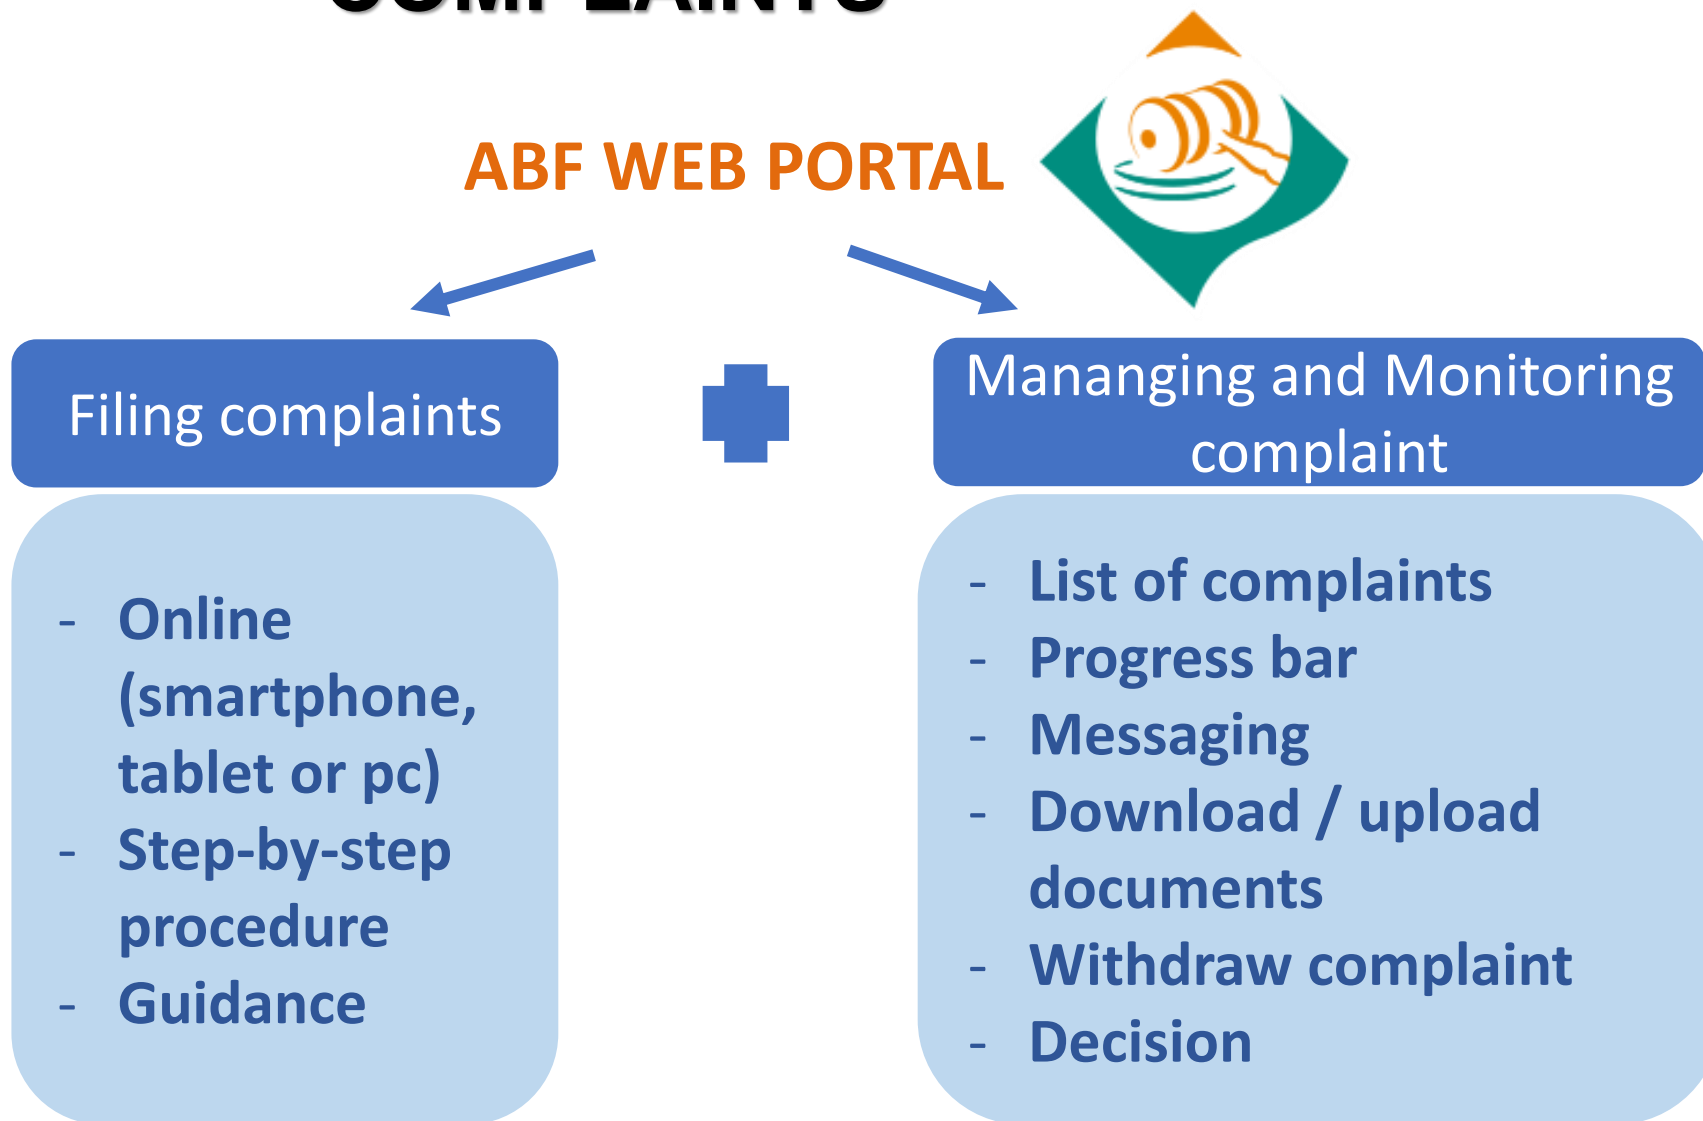 COMPLAINTS
ABF WEB PORTAL
Filing complaints
- Online
(smartphone,
tablet or pc)
- Step-by-step
procedure
- Guidance
Mananging and Monitoring
complaint
- List of complaints
- Progress bar
- Messaging
- Download / upload
documents
- Withdraw complaint
- Decision